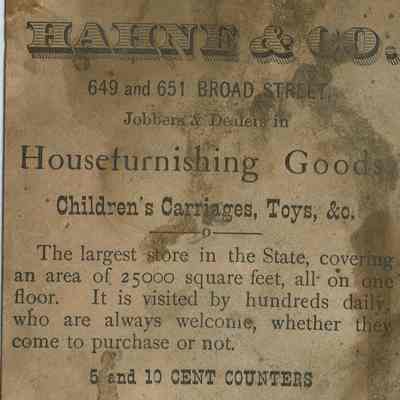 HAHNE & CO.
649 and 651 BROAD STREET,
Jobbers & Dealers in
Housefurnishing Goods,
Children's Carriages, Toys, &c.
The largest store in the State, covering
an area of 25000 square feet, all on one
floor. It is visited by hundreds daily,
who are always welcome, whether they
come to purchase or not.
5 and 10 CENT COUNTERS